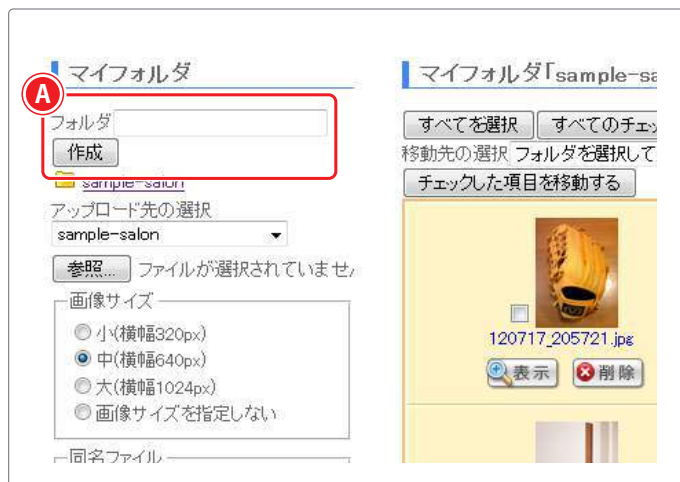 マイフォルダ
A
フォルダ
作成
sample-salon
アップロード先の選択
sample-salon
参照... ファイルが選択されていませ
画像サイズ
小(横幅320px)
中(横幅640px)
大(横幅1024px)
画像サイズを指定しない
同名ファイル
マイフォルダ「sample-sa
すべてを選択 すべてのチェッ
移動先の選択 フォルダを選択して
チェックした項目を移動する
120717_205721.jpg
表示 削除